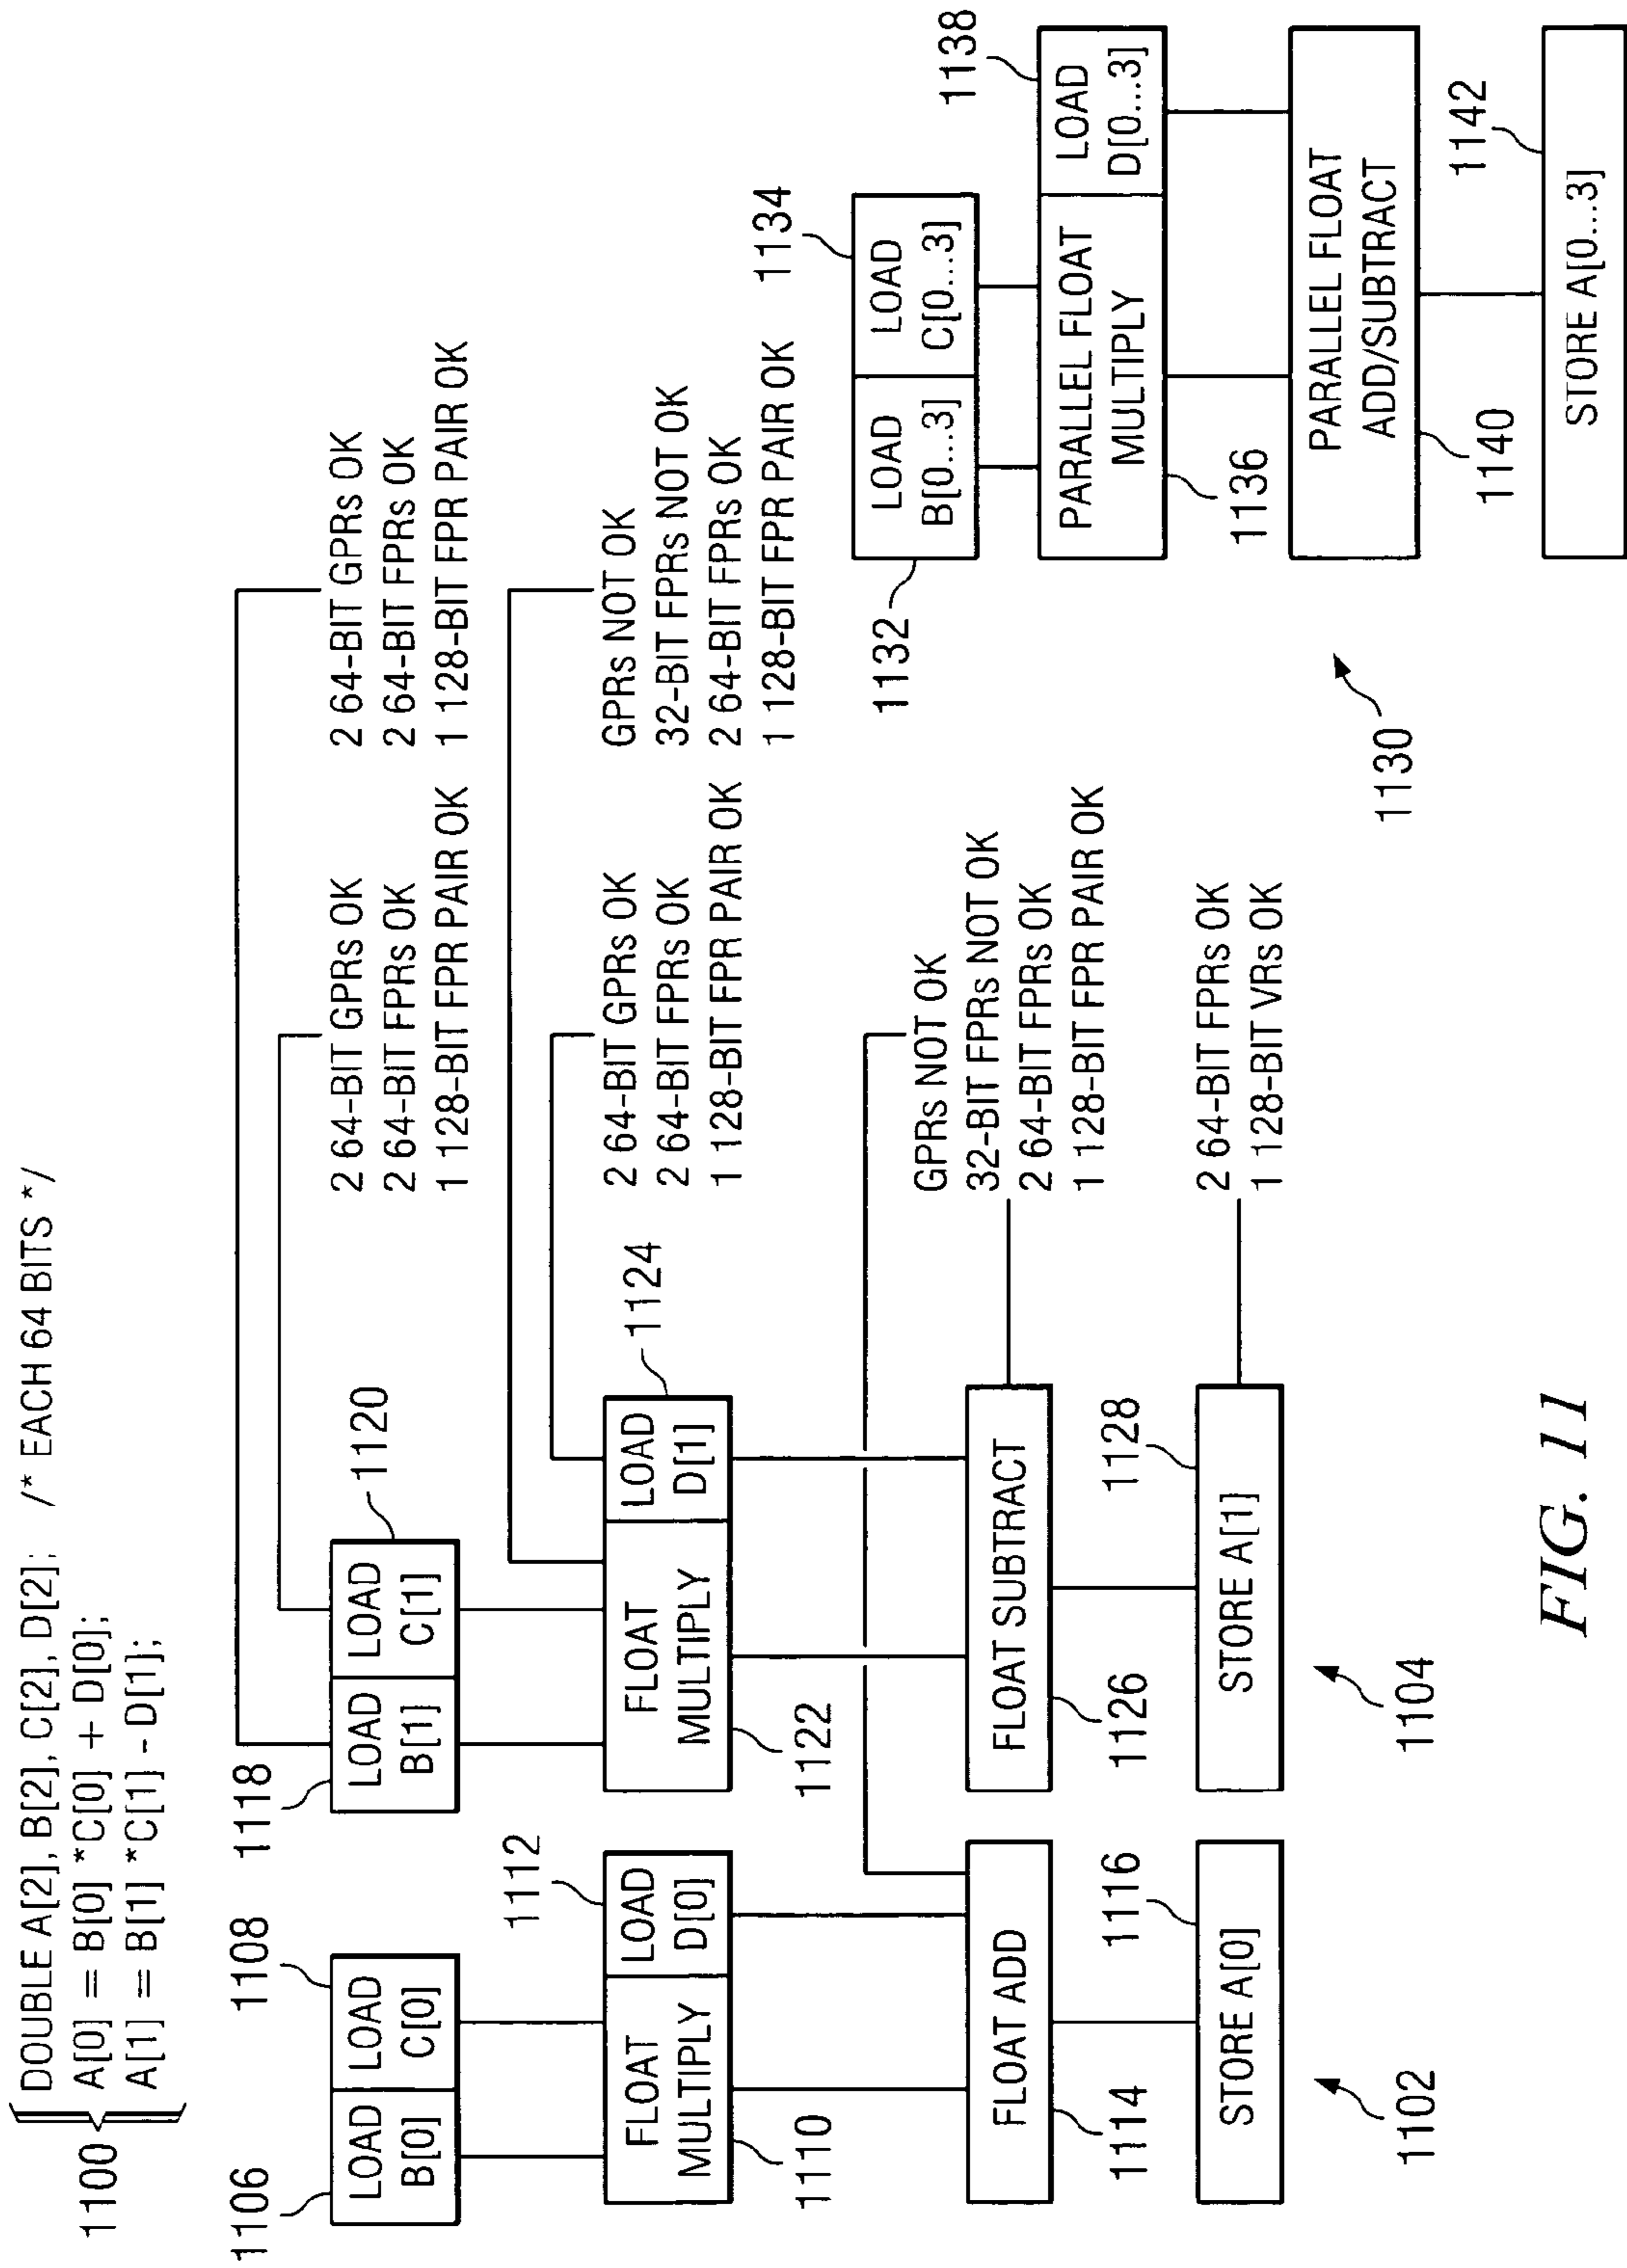 1100
DOUBLE A[2], B[2], C[2], D[2]; /* EACH 64 BITS */
A[0] = B[0] *C[0] + D[0];
A[1] = B[1] *C[1] - D[1];
1106
LOAD
B[0]
1108
LOAD
C[0]
1110
FLOAT
MULTIPLY
1112
LOAD
D[0]
1114
FLOAT ADD
1116
STORE A[0]
1102
1118
LOAD
B[1]
1120
LOAD
C[1]
2 64-BIT GPRs OK
2 64-BIT FPRs OK
1 128-BIT FPR PAIR OK
2 64-BIT GPRs OK
2 64-BIT FPRs OK
1 128-BIT FPR PAIR OK
1122
FLOAT
MULTIPLY
1124
LOAD
D[1]
2 64-BIT GPRs OK
2 64-BIT FPRs OK
1 128-BIT FPR PAIR OK
GPRs NOT OK
32-BIT FPRs NOT OK
2 64-BIT FPRs OK
1 128-BIT FPR PAIR OK
1126
FLOAT SUBTRACT
GPRs NOT OK
32-BIT FPRs NOT OK
2 64-BIT FPRs OK
1 128-BIT FPR PAIR OK
1128
STORE A[1]
2 64-BIT FPRs OK
1 128-BIT VRs OK
1104
1132
LOAD
B[0...3]
1134
LOAD
C[0...3]
1136
PARALLEL FLOAT
MULTIPLY
1138
LOAD
D[0...3]
1140
PARALLEL FLOAT
ADD/SUBTRACT
1142
STORE A[0...3]
1130
FIG. 11